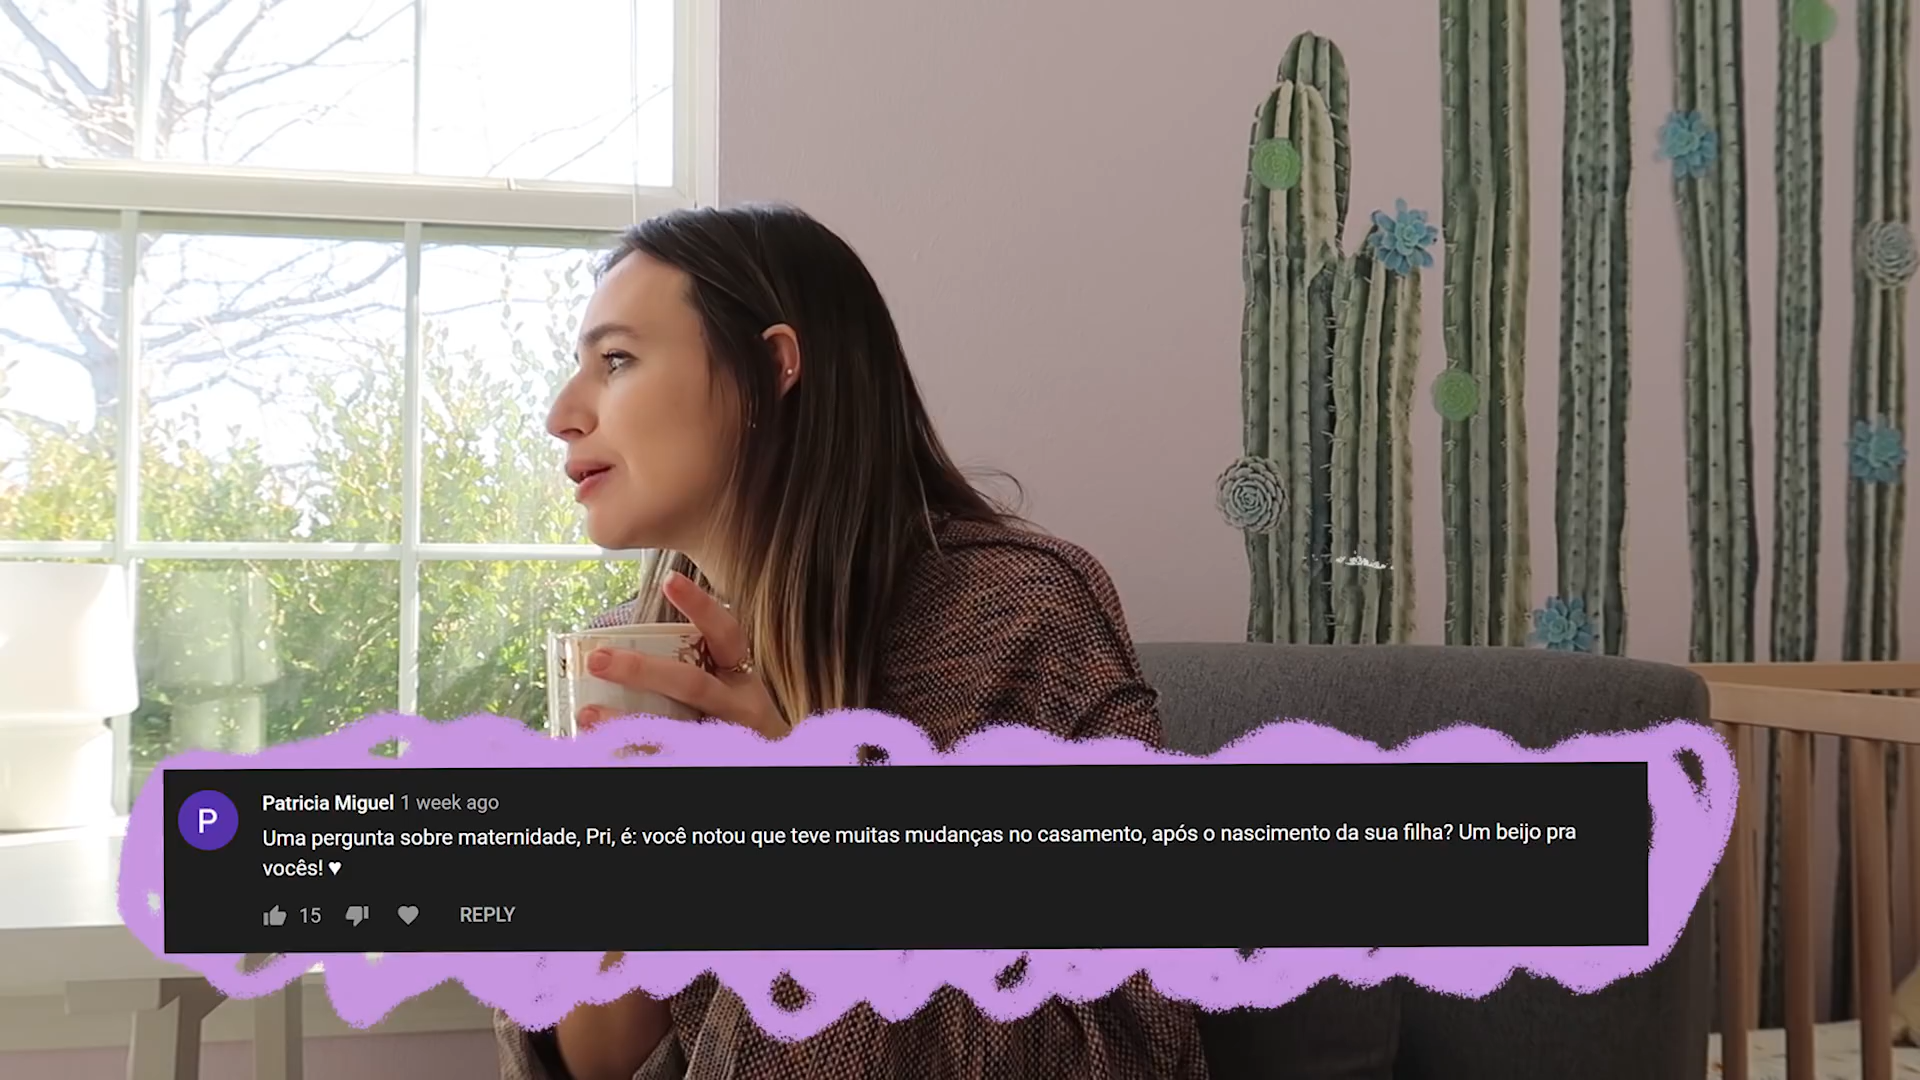 P
Patricia Miguel 1 week ago
Uma pergunta sobre maternidade, Pri, é: você notou que teve muitas mudanças no casamento, após o nascimento da sua filha? Um beijo pra
vocês! ♥
15 REPLY